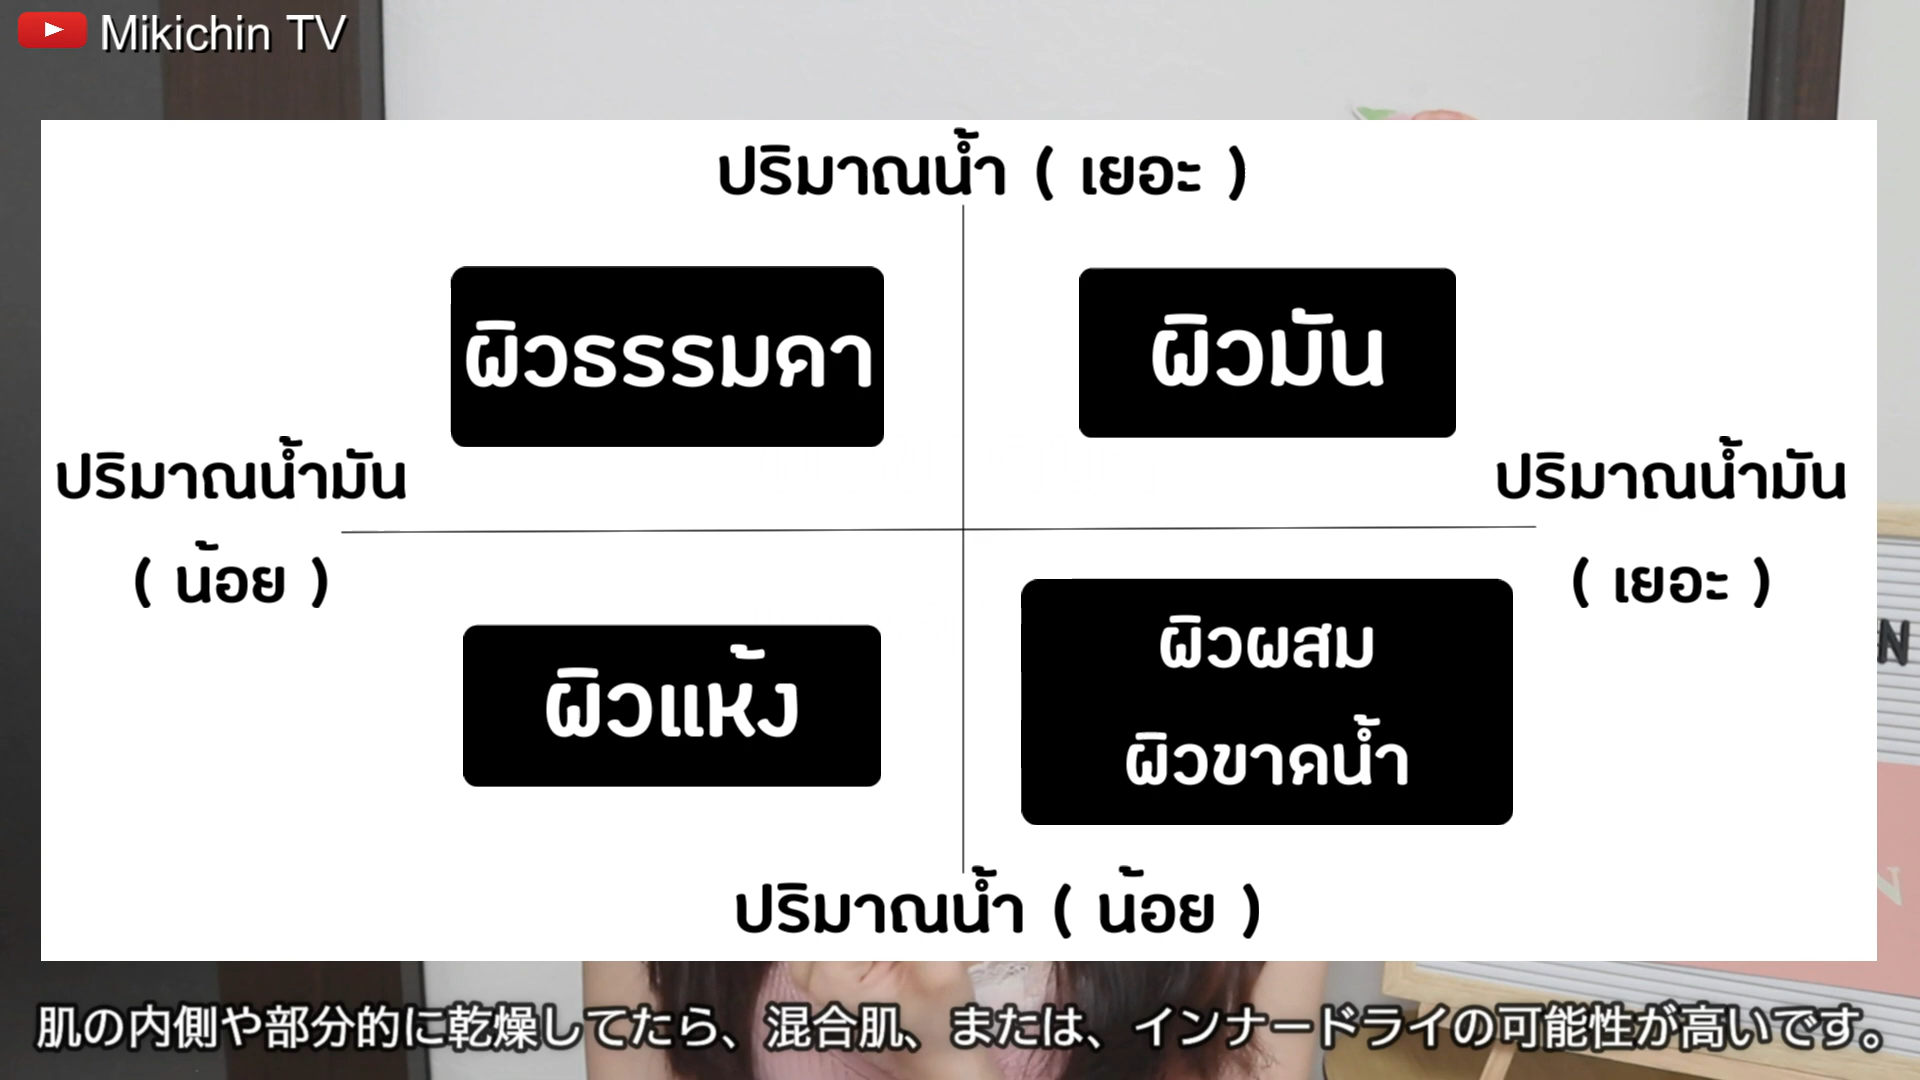 Mikichin TV
ปริมาณน้ำ ( เยอะ )
ผิวธรรมดา
ผิวมัน
ปริมาณน้ำมัน
( น้อย )
ปริมาณน้ำมัน
( เยอะ )
ผิวแห้ง
ผิวผสม
ผิวขาดน้ำ
N
N
ปริมาณน้ำ ( น้อย )
肌の内側や部分的に乾燥してたら、混合肌、または、インナードライの可能性が高いです。